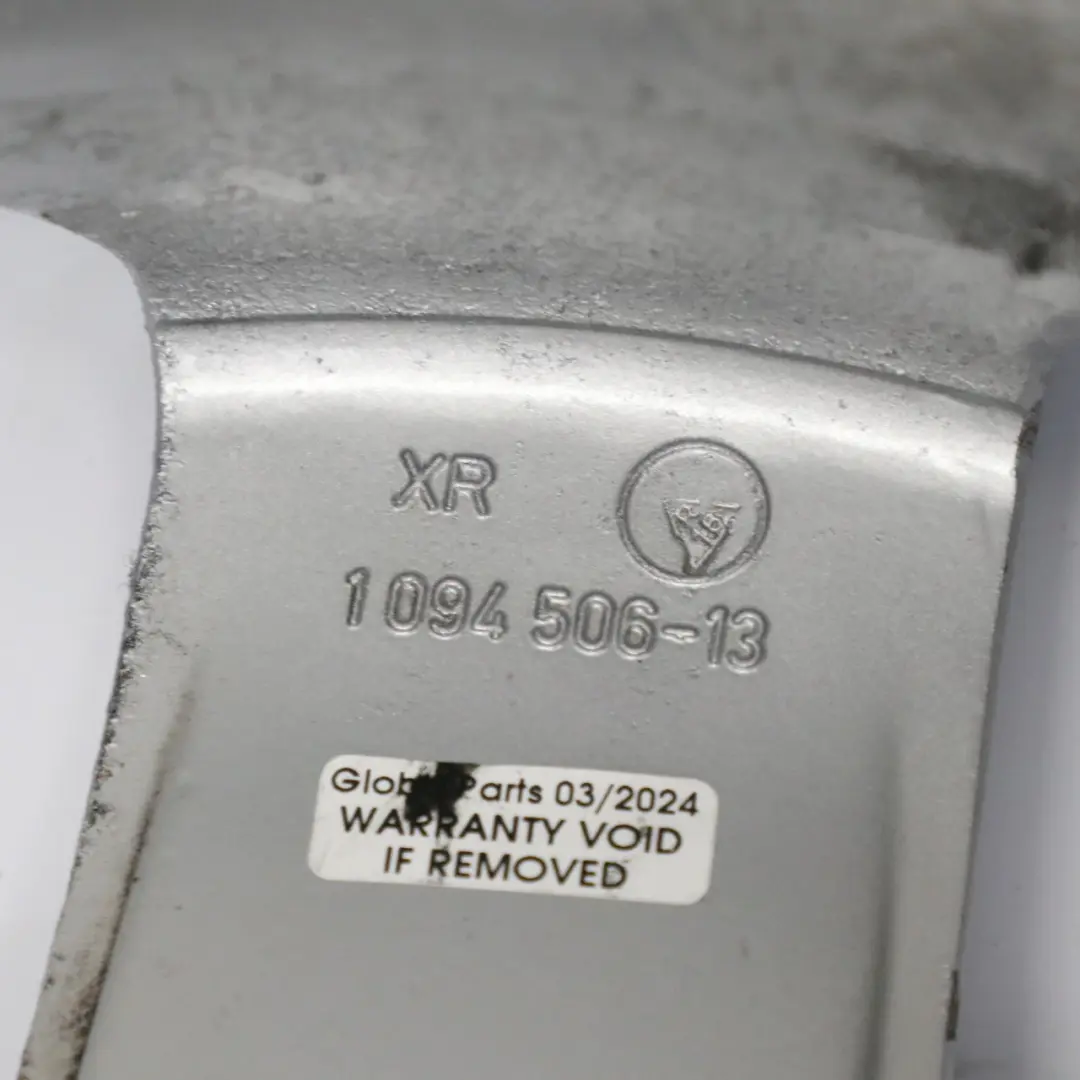 XR
1 094 506-13
Parts 03/2024
WARRANTY VOID
IF REMOVED